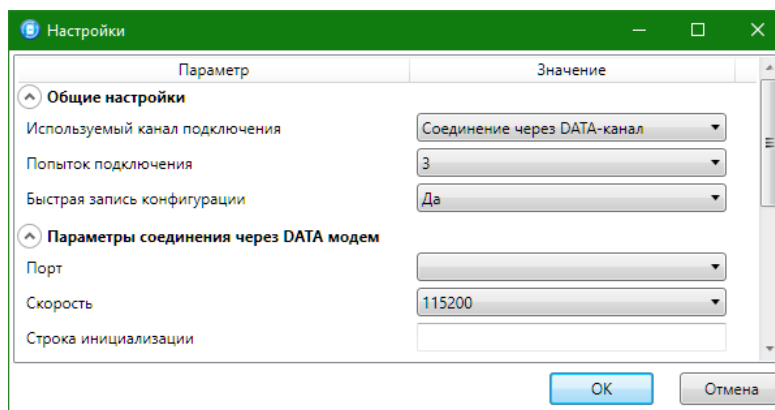 Настройки
Параметр Значение
Общие настройки
Используемый канал подключения Соединение через DATA-канал
Попыток подключения 3
Быстрая запись конфигурации Да
Параметры соединения через DATA модем
Порт
Скорость 115200
Строка инициализации
OK Отмена